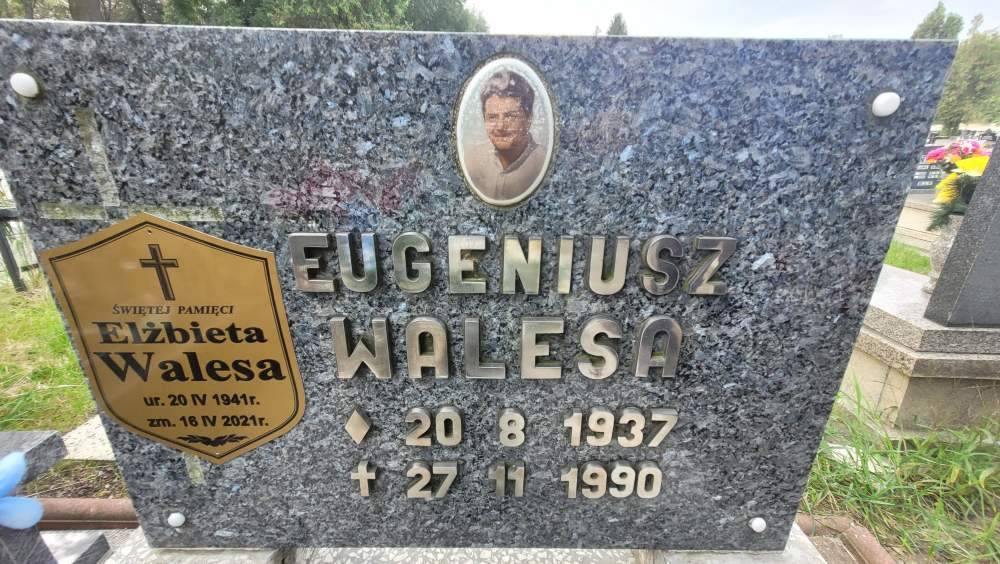 EUGENIUSZ
WALESA
20 8 1937
27 11 1990
ŚWIĘTEJ PAMIĘCI
Elżbieta
Walesa
ur. 20 IV 1941r.
zm. 16 IV 2021r.